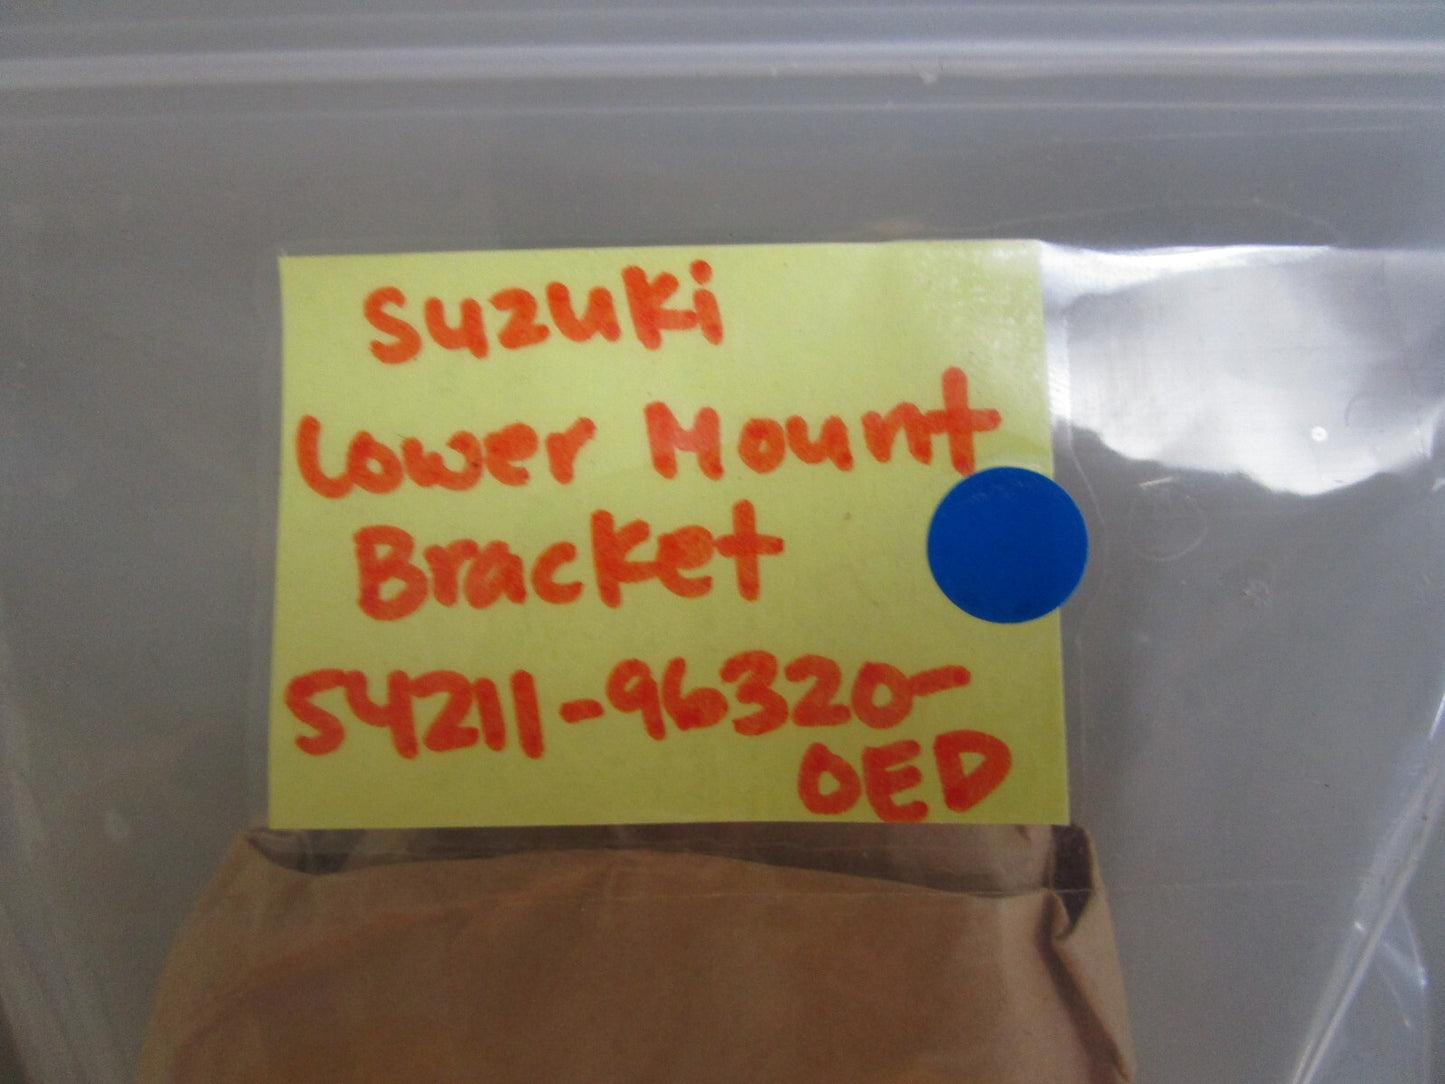 Suzuki
Lower Mount
Bracket
54211-96320-
0ED